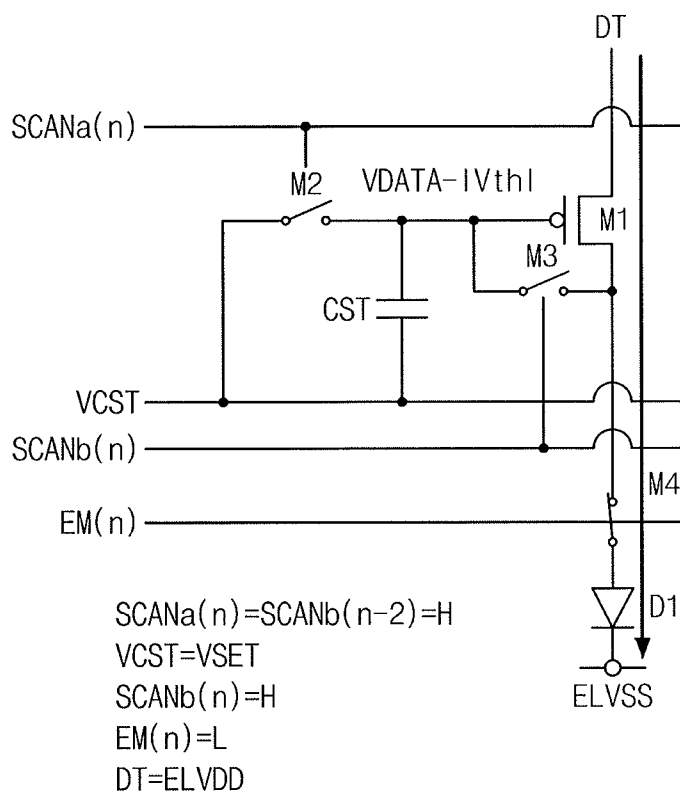 DT
SCANa(n)
M2
VDATA-IVthI
M1
M3
CST
VCST
SCANb(n)
M4
EM(n)
D1
ELVSS
SCANa(n)=SCANb(n-2)=H
VCST=VSET
SCANb(n)=H
EM(n)=L
DT=ELVDD